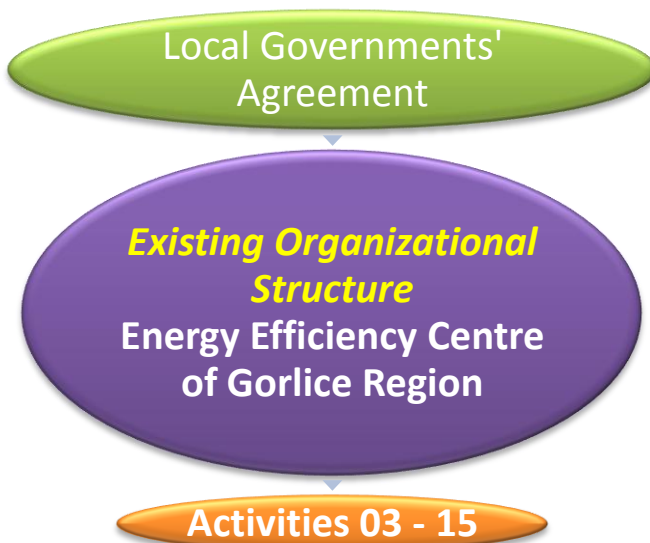 Local Governments'
Agreement
Existing Organizational
Structure
Energy Efficiency Centre
of Gorlice Region
Activities 03 - 15